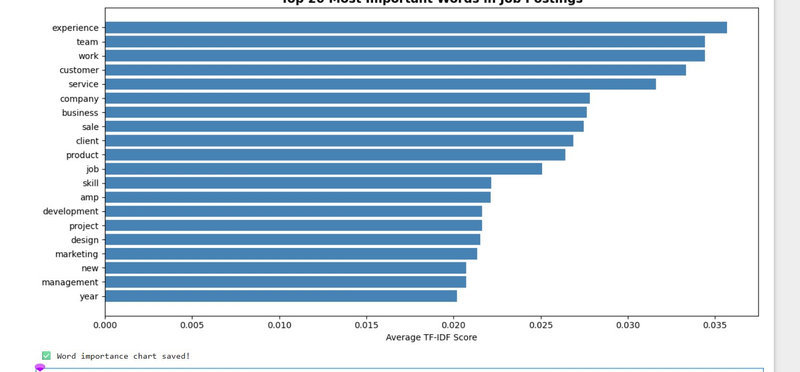 Top 20 Most Important Words in Job Postings
experience
team
work
customer
service
company
business
sale
client
product
job
skill
amp
development
project
design
marketing
new
management
year
0.000 0.005 0.010 0.015 0.020 0.025 0.030 0.035
Average TF-IDF Score
✅ Word importance chart saved!